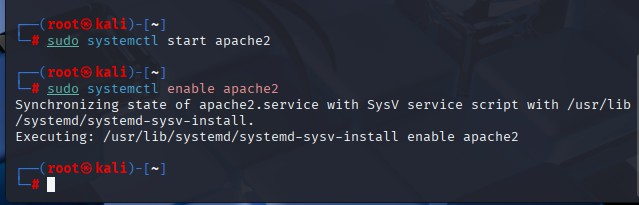 ┌──(root㉿kali)-[~]
└─# sudo systemctl start apache2
┌──(root㉿kali)-[~]
└─# sudo systemctl enable apache2
Synchronizing state of apache2.service with SysV service script with /usr/lib
/systemd/systemd-sysv-install.
Executing: /usr/lib/systemd/systemd-sysv-install enable apache2
┌──(root㉿kali)-[~]
└─#